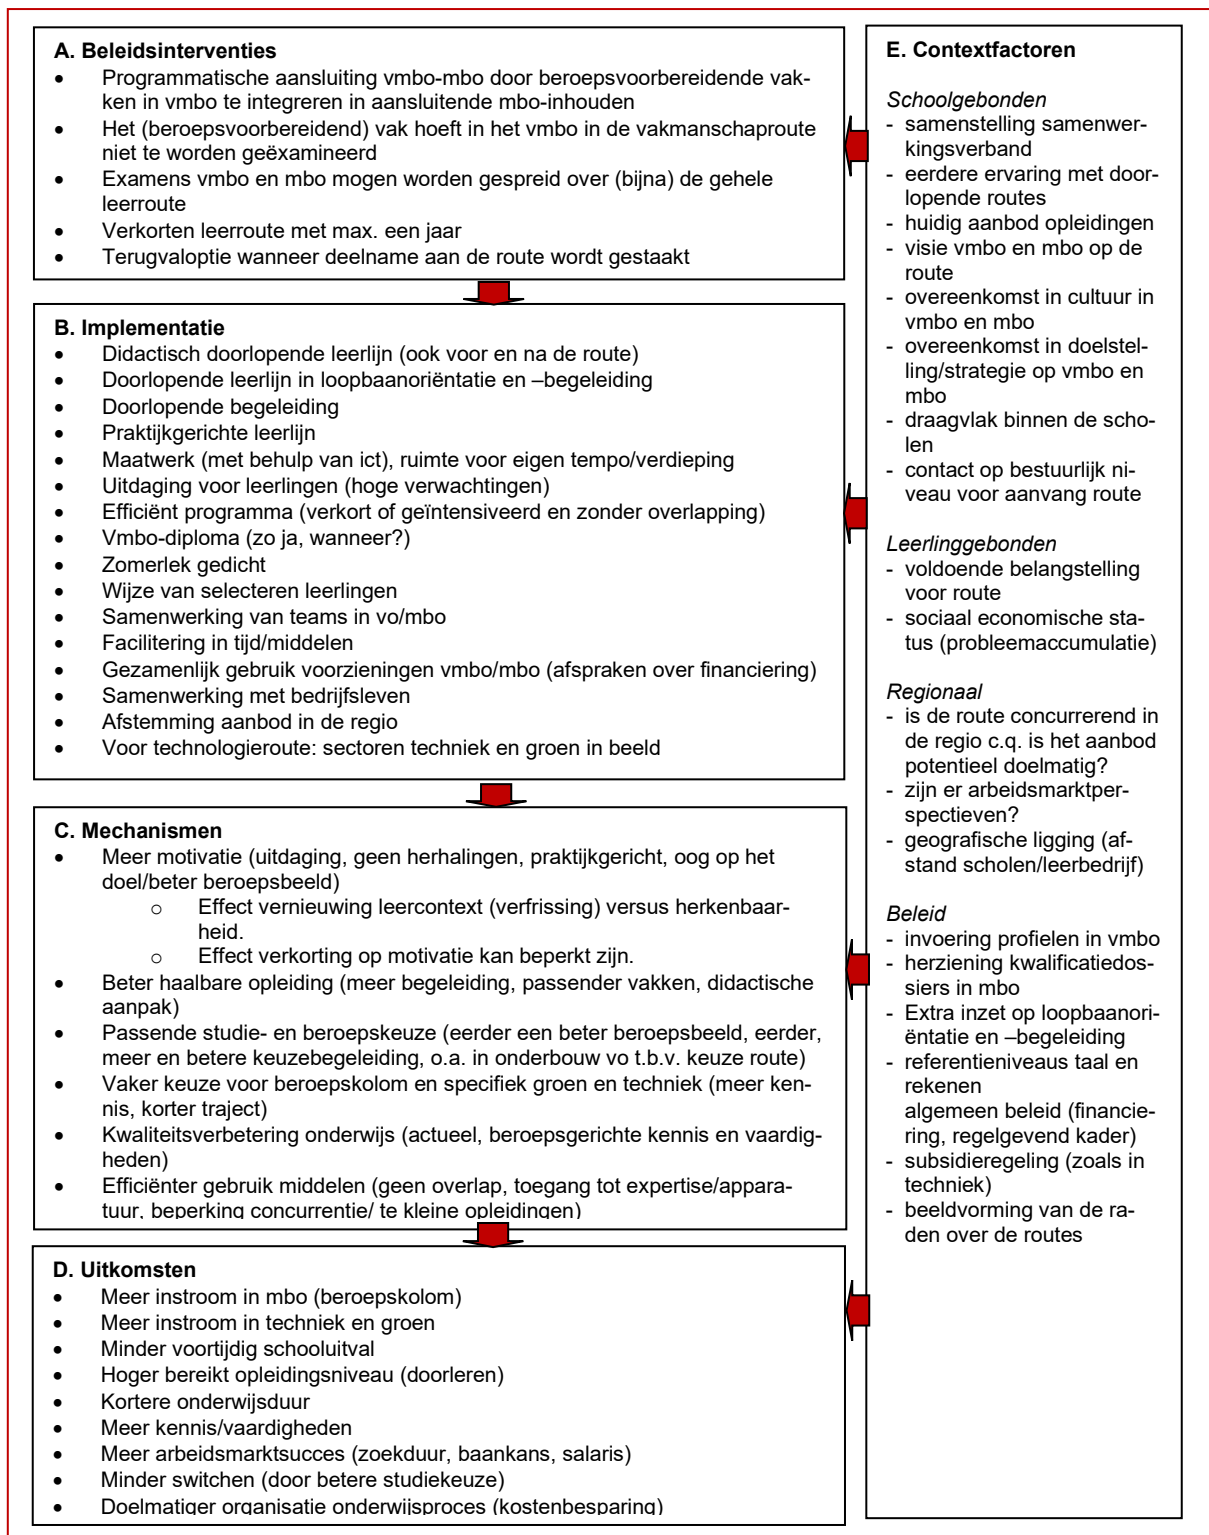 A. Beleidsinterventies
• Programmatische aansluiting vmbo-mbo door beroepsvoorbereidende vak-
ken in vmbo te integreren in aansluitende mbo-inhouden
• Het (beroepsvoorbereidend) vak hoeft in het vmbo in de vakmanschaproute
niet te worden geëxamineerd
• Examens vmbo en mbo mogen worden gespreid over (bijna) de gehele
leerroute
• Verkorten leerroute met max. een jaar
• Terugvaloptie wanneer deelname aan de route wordt gestaakt
B. Implementatie
• Didactisch doorlopende leerlijn (ook voor en na de route)
• Doorlopende leerlijn in loopbaanoriëntatie en –begeleiding
• Doorlopende begeleiding
• Praktijkgerichte leerlijn
• Maatwerk (met behulp van ict), ruimte voor eigen tempo/verdieping
• Uitdaging voor leerlingen (hoge verwachtingen)
• Efficiënt programma (verkort of geïntensiveerd en zonder overlapping)
• Vmbo-diploma (zo ja, wanneer?)
• Zomerlek gedicht
• Wijze van selecteren leerlingen
• Samenwerking van teams in vo/mbo
• Facilitering in tijd/middelen
• Gezamenlijk gebruik voorzieningen vmbo/mbo (afspraken over financiering)
• Samenwerking met bedrijfsleven
• Afstemming aanbod in de regio
• Voor technologieroute: sectoren techniek en groen in beeld
C. Mechanismen
• Meer motivatie (uitdaging, geen herhalingen, praktijkgericht, oog op het
doel/beter beroepsbeeld)
o Effect vernieuwing leercontext (verfrissing) versus herkenbaar-
heid.
o Effect verkorting op motivatie kan beperkt zijn.
• Beter haalbare opleiding (meer begeleiding, passender vakken, didactische
aanpak)
• Passende studie- en beroepskeuze (eerder een beter beroepsbeeld, eerder,
meer en betere keuzebegeleiding, o.a. in onderbouw vo t.b.v. keuze route)
• Vaker keuze voor beroepskolom en specifiek groen en techniek (meer ken-
nis, korter traject)
• Kwaliteitsverbetering onderwijs (actueel, beroepsgerichte kennis en vaardig-
heden)
• Efficiënter gebruik middelen (geen overlap, toegang tot expertise/appara-
tuur, beperking concurrentie/ te kleine opleidingen)
D. Uitkomsten
• Meer instroom in mbo (beroepskolom)
• Meer instroom in techniek en groen
• Minder voortijdig schooluitval
• Hoger bereikt opleidingsniveau (doorleren)
• Kortere onderwijsduur
• Meer kennis/vaardigheden
• Meer arbeidsmarktsucces (zoekduur, baankans, salaris)
• Minder switchen (door betere studiekeuze)
• Doelmatiger organisatie onderwijsproces (kostenbesparing)
E. Contextfactoren
Schoolgebonden
- samenstelling samenwer-
kingsverband
- eerdere ervaring met door-
lopende routes
- huidig aanbod opleidingen
- visie vmbo en mbo op de
route
- overeenkomst in cultuur in
vmbo en mbo
- overeenkomst in doelstel-
ling/strategie op vmbo en
mbo
- draagvlak binnen de scho-
len
- contact op bestuurlijk ni-
veau voor aanvang route
Leerlinggebonden
- voldoende belangstelling
voor route
- sociaal economische sta-
tus (probleemaccumulatie)
Regionaal
- is de route concurrerend in
de regio c.q. is het aanbod
potentieel doelmatig?
- zijn er arbeidsmarktper-
spectieven?
- geografische ligging (af-
stand scholen/leerbedrijf)
Beleid
- invoering profielen in vmbo
- herziening kwalificatiedos-
siers in mbo
- Extra inzet op loopbaanori-
ëntatie en –begeleiding
- referentieniveaus taal en
rekenen
algemeen beleid (financie-
ring, regelgevend kader)
- subsidieregeling (zoals in
techniek)
- beeldvorming van de ra-
den over de routes